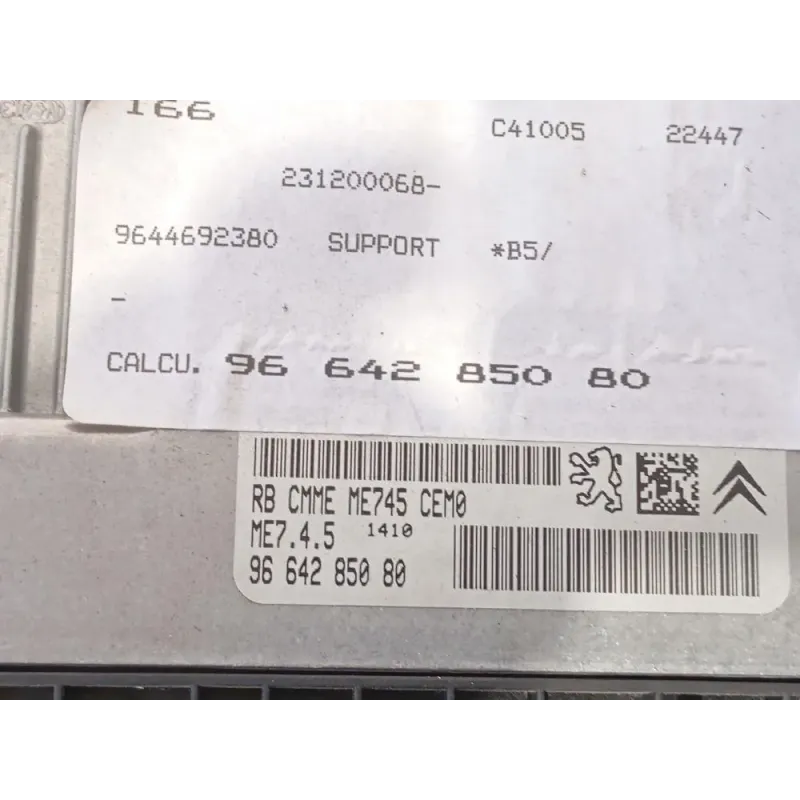 166
C41005 22447
231200068-
9644692380 SUPPORT *B5/
-
CALCU. 96 642 850 80
RB CMME ME745 CEM0
ME7.4.5 1410
96 642 850 80